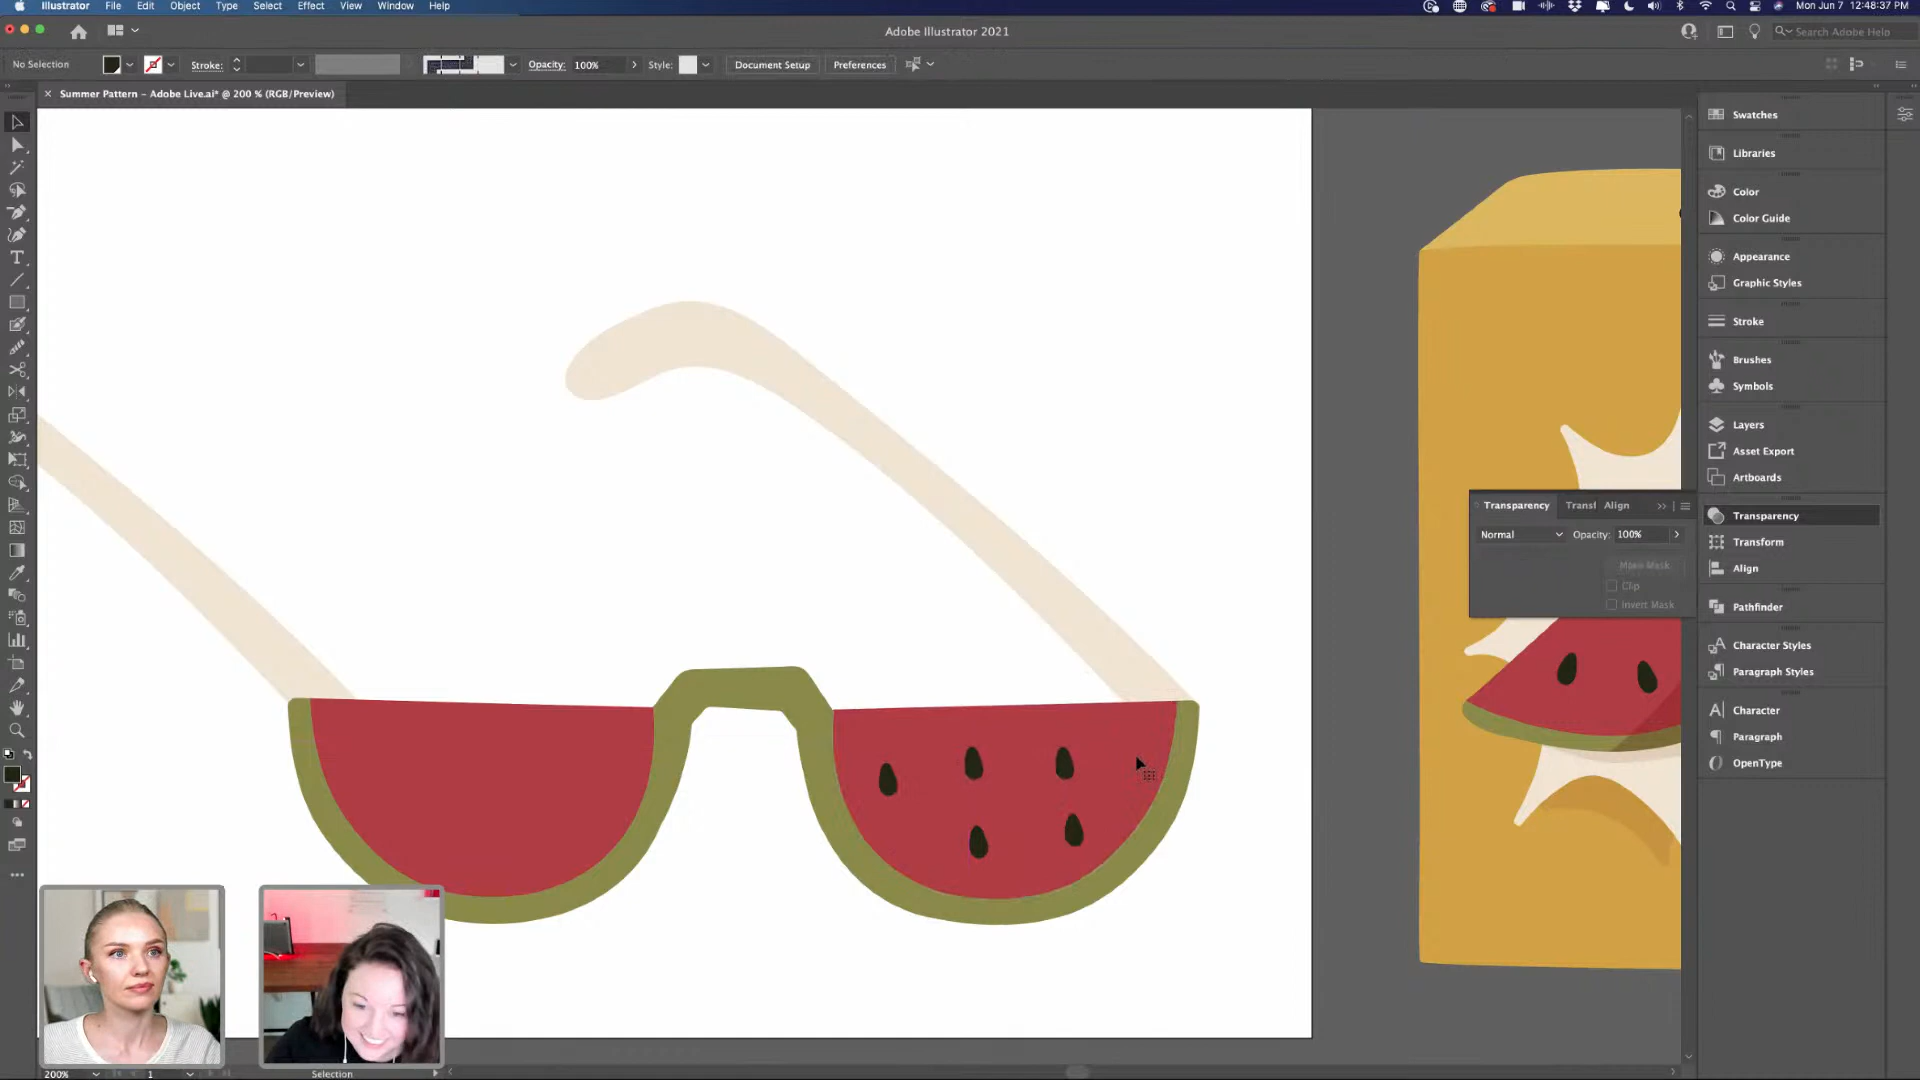 Illustrator File Edit Object Type Select Effect View Window Help Mon Jun 7 12:48:37 PM
Adobe Illustrator 2021 Search Adobe Help
No Selection Stroke: Opacity: 100% Style: Document Setup Preferences
× Summer Pattern – Adobe Live.ai* @ 200 % (RGB/Preview)
Swatches
Libraries
Color
Color Guide
Appearance
Graphic Styles
Stroke
Brushes
Symbols
Layers
Asset Export
Artboards
Transparency Transf Align
Normal Opacity: 100%
Make Mask
Clip
Invert Mask
Transparency
Transform
Align
Pathfinder
Character Styles
Paragraph Styles
Character
Paragraph
OpenType
200% 1 Selection